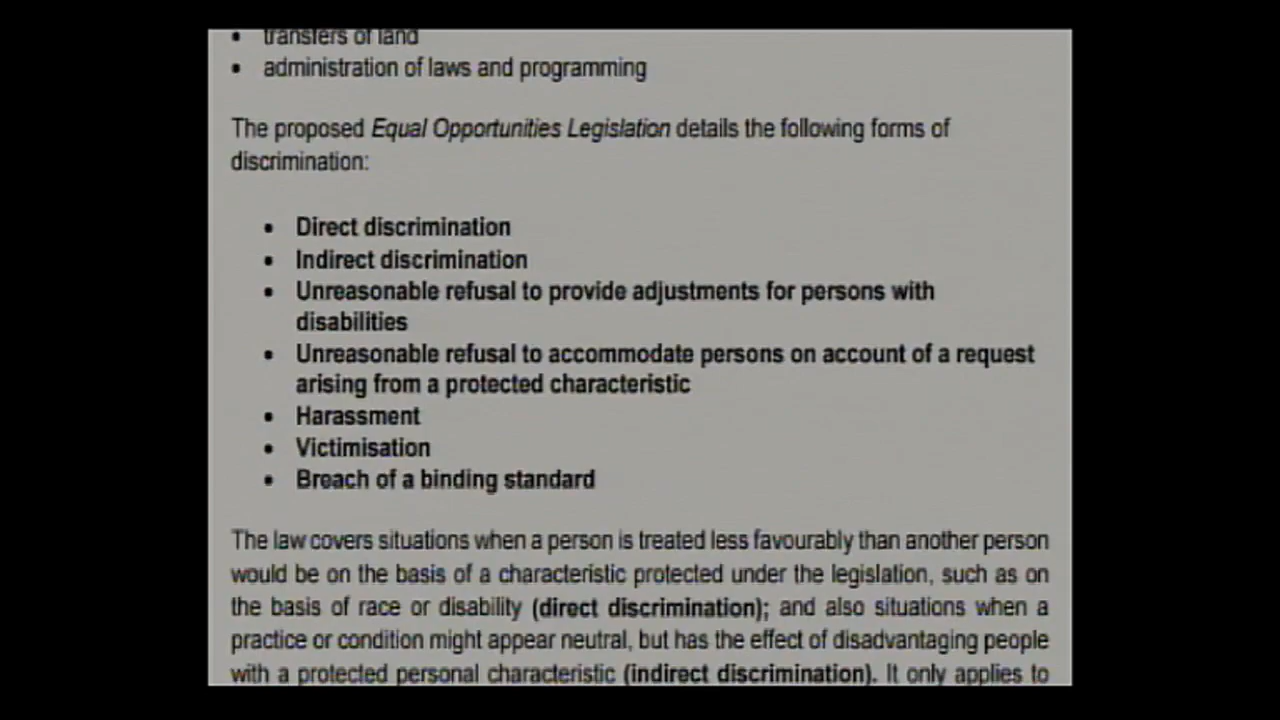 • transfers of land
• administration of laws and programming
The proposed Equal Opportunities Legislation details the following forms of
discrimination:
• Direct discrimination
• Indirect discrimination
• Unreasonable refusal to provide adjustments for persons with
disabilities
• Unreasonable refusal to accommodate persons on account of a request
arising from a protected characteristic
• Harassment
• Victimisation
• Breach of a binding standard
The law covers situations when a person is treated less favourably than another person
would be on the basis of a characteristic protected under the legislation, such as on
the basis of race or disability (direct discrimination); and also situations when a
practice or condition might appear neutral, but has the effect of disadvantaging people
with a protected personal characteristic (indirect discrimination). It only applies to